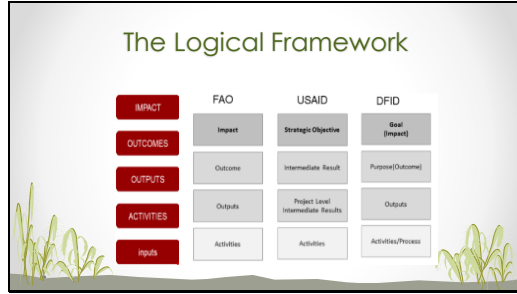 The Logical Framework
FAO USAID DFID
IMPACT
OUTCOMES
OUTPUTS
ACTIVITIES
inputs
Impact
Outcome
Outputs
Activities
Strategic Objective
Intermediate Result
Project Level
Intermediate Results
Activities
Goal
(Impact)
Purpose(Outcome)
Outputs
Activities/Process